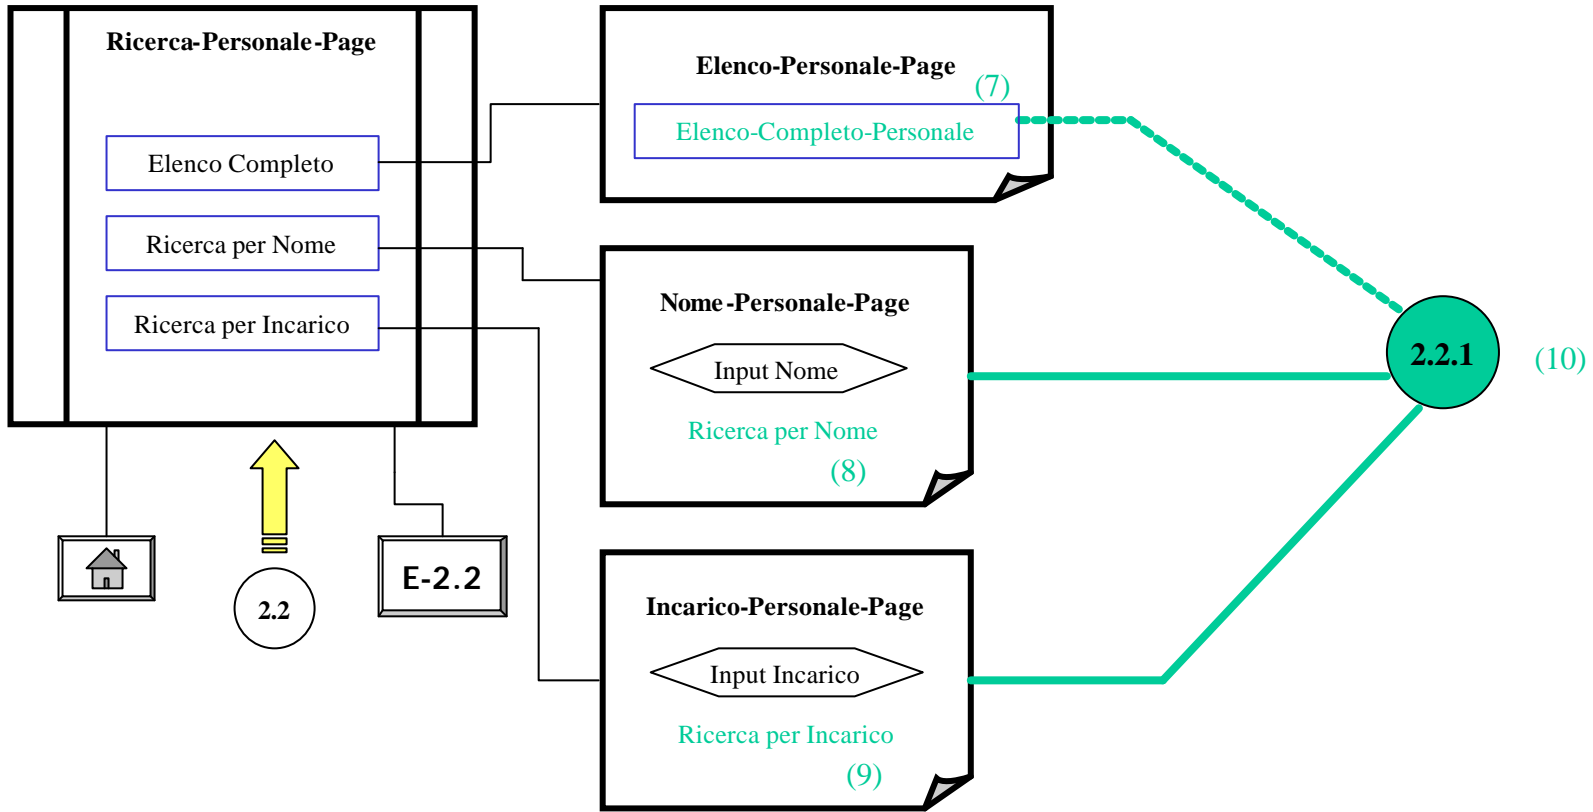 Ricerca-Personale-Page
Elenco Completo
Ricerca per Nome
Ricerca per Incarico
2.2
E-2.2
Elenco-Personale-Page
(7)
Elenco-Completo-Personale
Nome-Personale-Page
Input Nome
Ricerca per Nome
(8)
Incarico-Personale-Page
Input Incarico
Ricerca per Incarico
(9)
2.2.1
(10)